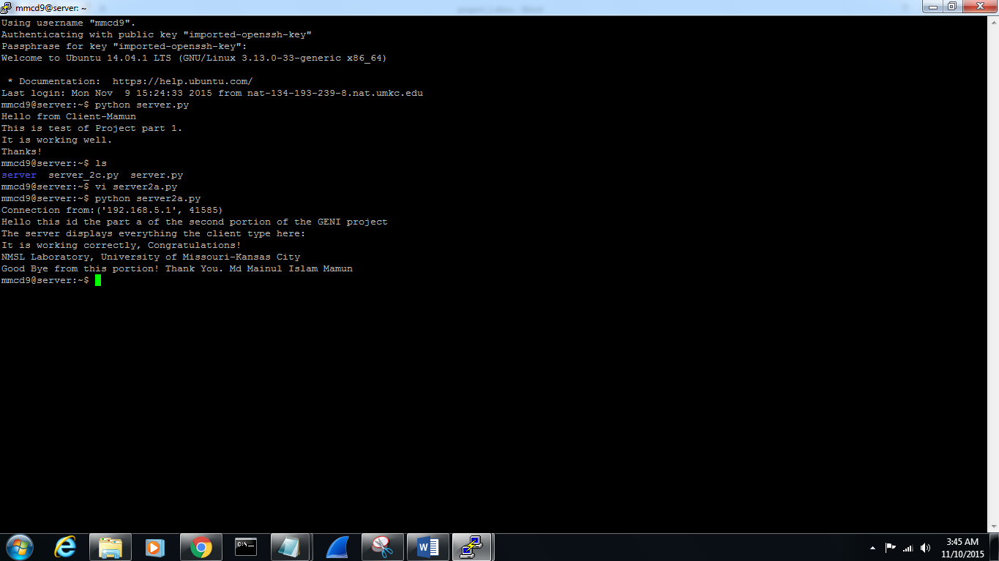 mmcd9@server: ~
Using username "mmcd9".
Authenticating with public key "imported-openssh-key"
Passphrase for key "imported-openssh-key":
Welcome to Ubuntu 14.04.1 LTS (GNU/Linux 3.13.0-33-generic x86_64)
* Documentation:  https://help.ubuntu.com/
Last login: Mon Nov  9 15:24:33 2015 from nat-134-193-239-8.nat.umkc.edu
mmcd9@server:~$ python server.py
Hello from Client-Mamun
This is test of Project part 1.
It is working well.
Thanks!
mmcd9@server:~$ ls
server  server_2c.py  server.py
mmcd9@server:~$ vi server2a.py
mmcd9@server:~$ python server2a.py
Connection from:('192.168.5.1', 41585)
Hello this id the part a of the second portion of the GENI project
The server displays everything the client type here:
It is working correctly, Congratulations!
NMSL Laboratory, University of Missouri-Kansas City
Good Bye from this portion! Thank You. Md Mainul Islam Mamun
mmcd9@server:~$
C:\.
W
3:45 AM
11/10/2015